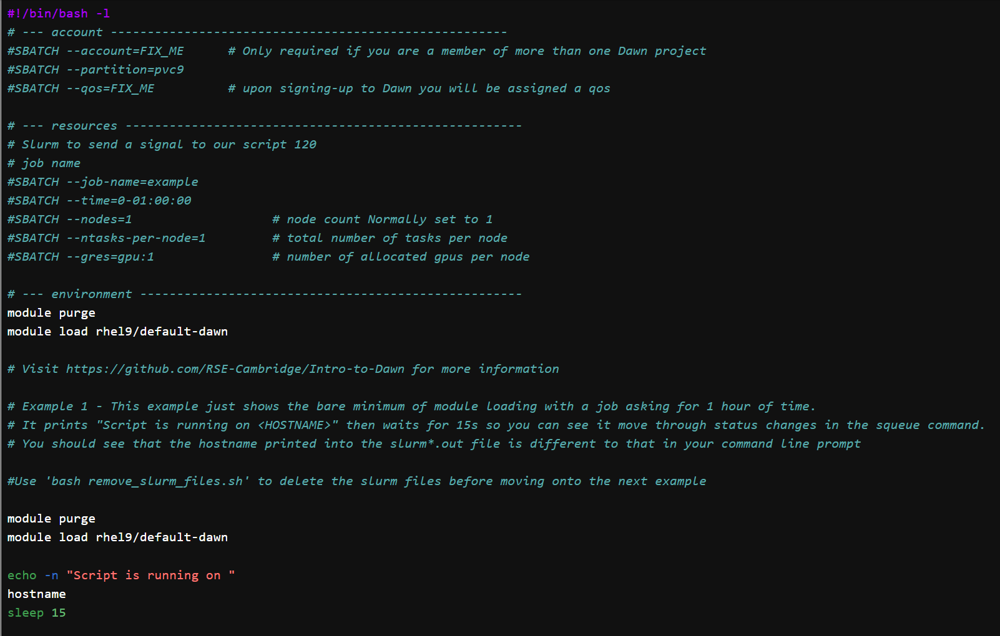 #!/bin/bash -l
# --- account ------------------------------------------------------
#SBATCH --account=FIX_ME      # Only required if you are a member of more than one Dawn project
#SBATCH --partition=pvc9
#SBATCH --qos=FIX_ME          # upon signing-up to Dawn you will be assigned a qos

# --- resources ------------------------------------------------------
# Slurm to send a signal to our script 120
# job name
#SBATCH --job-name=example
#SBATCH --time=0-01:00:00
#SBATCH --nodes=1                   # node count Normally set to 1
#SBATCH --ntasks-per-node=1         # total number of tasks per node
#SBATCH --gres=gpu:1                # number of allocated gpus per node

# --- environment ----------------------------------------------------
module purge
module load rhel9/default-dawn

# Visit https://github.com/RSE-Cambridge/Intro-to-Dawn for more information

# Example 1 - This example just shows the bare minimum of module loading with a job asking for 1 hour of time.
# It prints "Script is running on <HOSTNAME>" then waits for 15s so you can see it move through status changes in the squeue command.
# You should see that the hostname printed into the slurm*.out file is different to that in your command line prompt

#Use 'bash remove_slurm_files.sh' to delete the slurm files before moving onto the next example

module purge
module load rhel9/default-dawn

echo -n "Script is running on "
hostname
sleep 15